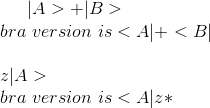 |A > + |B >
bra version is < A| + < B|
z|A >
bra version is < A|z*